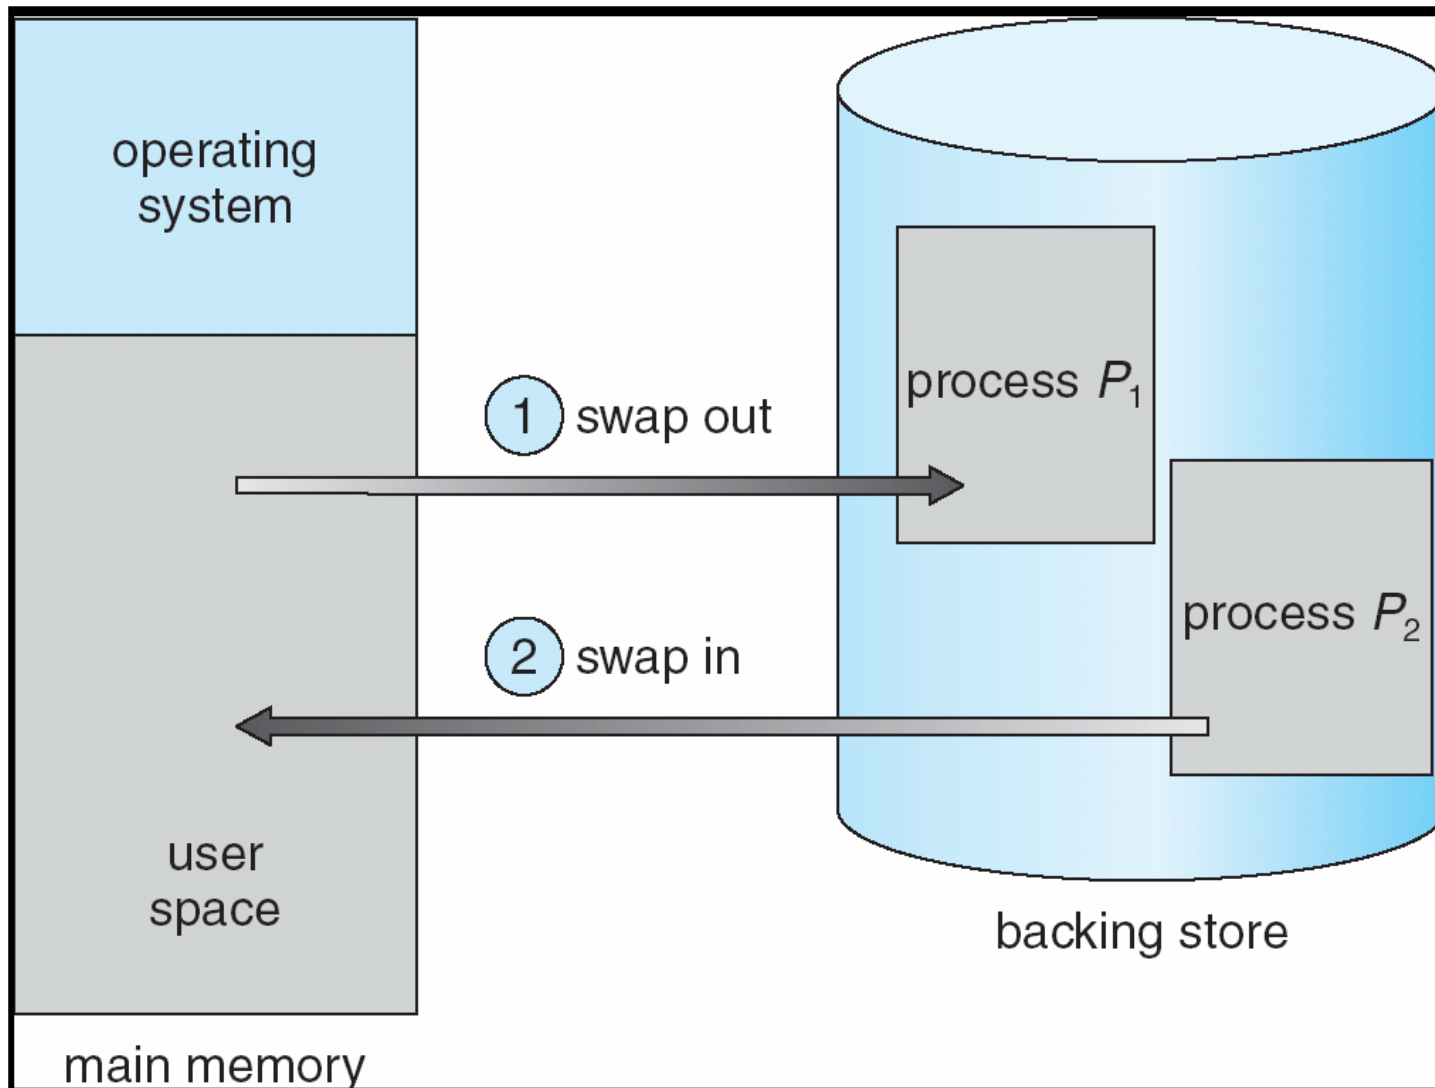 operating
system
1 swap out
process P1
2 swap in
process P2
user
space
backing store
main memory